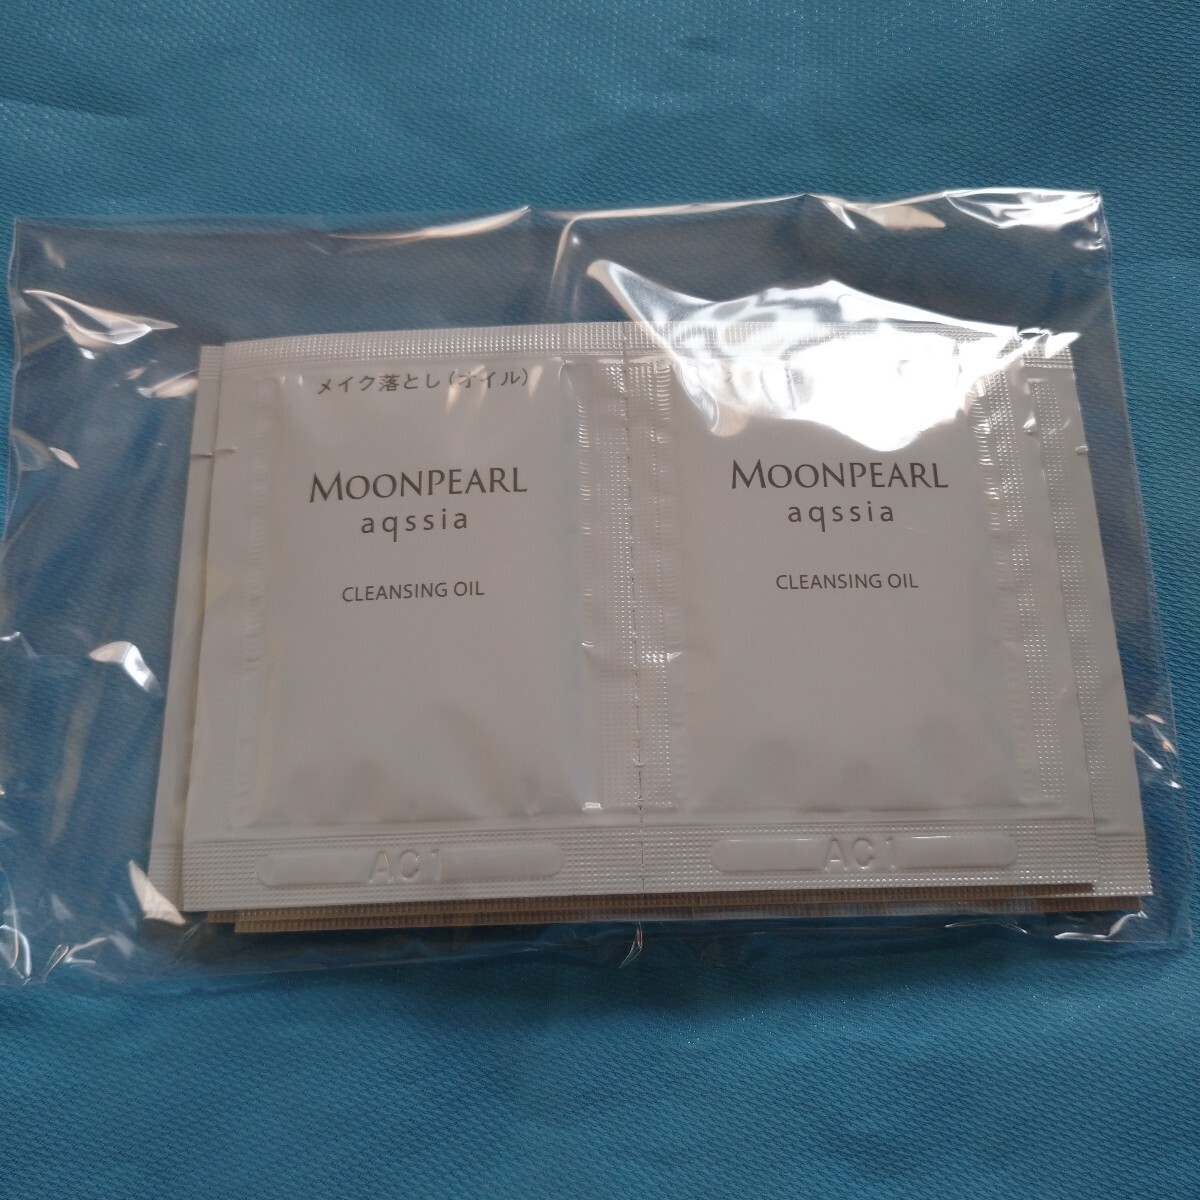 メイク落とし(オイル)
MOONPEARL
aqssia
CLEANSING OIL
AC1
MOONPEARL
aqssia
CLEANSING OIL
AC1